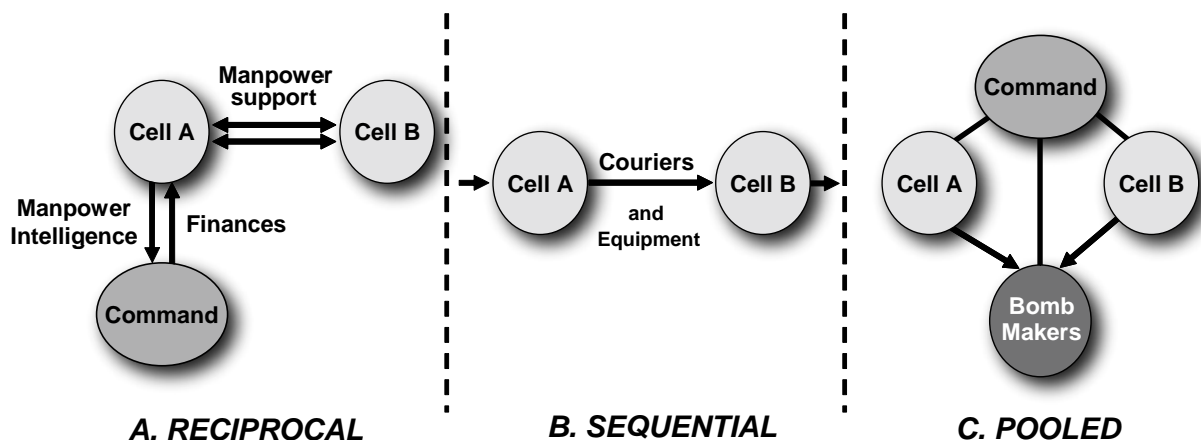 Manpower
support
Cell A
Cell B
Manpower
Intelligence
Finances
Command
A. RECIPROCAL
Cell A
Couriers
and
Equipment
Cell B
B. SEQUENTIAL
Command
Cell A
Cell B
Bomb
Makers
C. POOLED